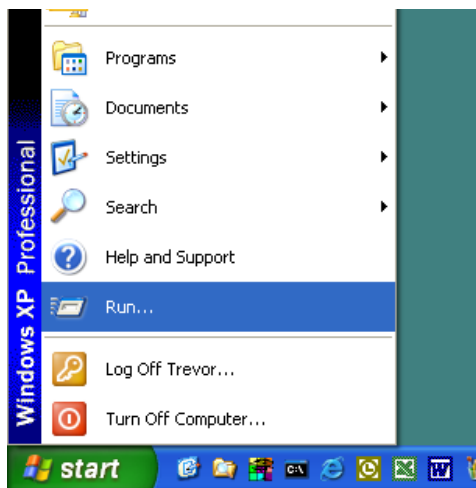 Programs
Documents
Settings
Search
Help and Support
Run...
Log Off Trevor...
Turn Off Computer...
Windows XP Professional
start
C:\